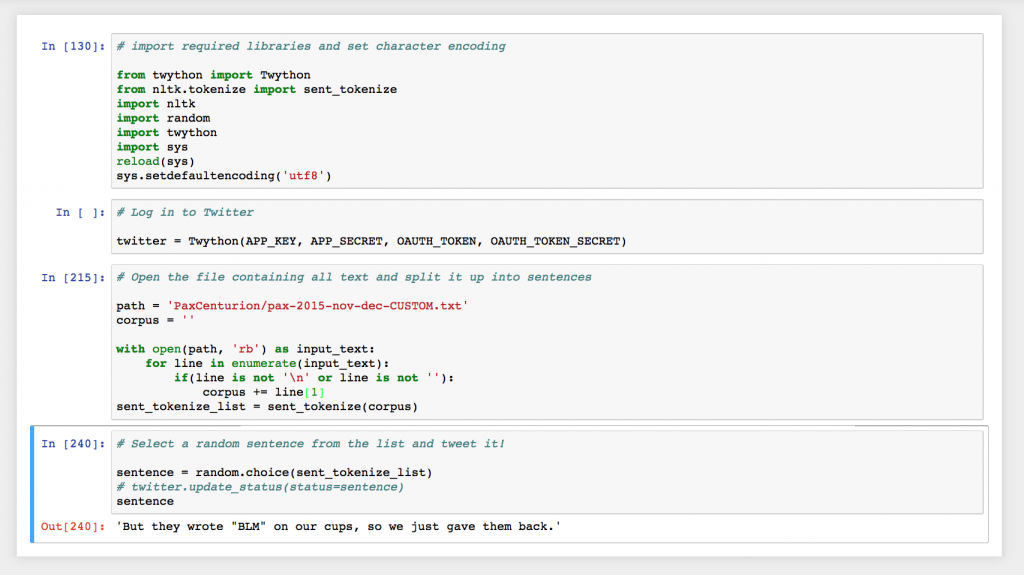 In [130]: # import required libraries and set character encoding
from twython import Twython
from nltk.tokenize import sent_tokenize
import nltk
import random
import twython
import sys
reload(sys)
sys.setdefaultencoding('utf8')
In [ ]: # Log in to Twitter
twitter = Twython(APP_KEY, APP_SECRET, OAUTH_TOKEN, OAUTH_TOKEN_SECRET)
In [215]: # Open the file containing all text and split it up into sentences
path = 'PaxCenturion/pax-2015-nov-dec-CUSTOM.txt'
corpus = ''
with open(path, 'rb') as input_text:
    for line in enumerate(input_text):
        if(line is not '\n' or line is not ''):
            corpus += line[1]
sent_tokenize_list = sent_tokenize(corpus)
In [240]: # Select a random sentence from the list and tweet it!
sentence = random.choice(sent_tokenize_list)
# twitter.update_status(status=sentence)
sentence
Out[240]: 'But they wrote "BLM" on our cups, so we just gave them back.'